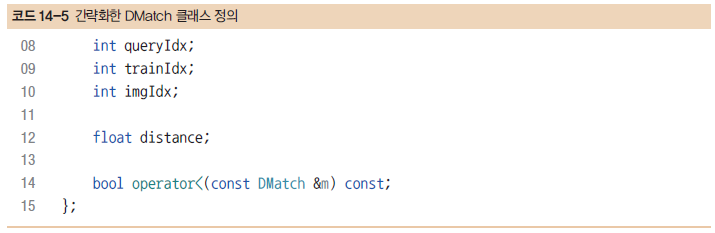 코드 14-5 간략화한 DMatch 클래스 정의
08 int queryIdx;
09 int trainIdx;
10 int imgIdx;
11
12 float distance;
13
14 bool operator<(const DMatch &m) const;
15 };